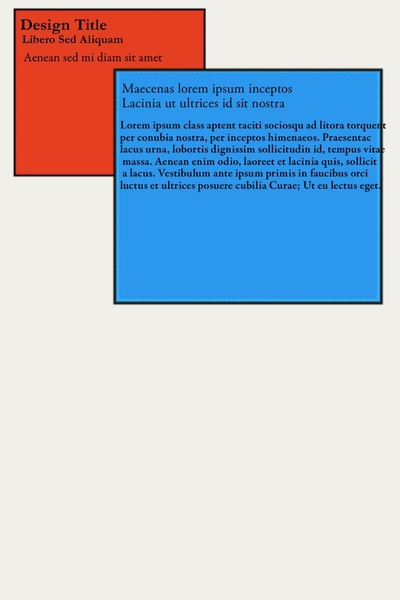 Design Title
Libero Sed Aliquam
Aenean sed mi diam sit amet
Maecenas lorem ipsum inceptos
Lacinia ut ultrices id sit nostra
Lorem ipsum class aptent taciti sociosqu ad litora torquent
per conubia nostra, per inceptos himenaeos. Praesentac
lacus urna, lobortis dignissim sollicitudin id, tempus vitae
massa. Aenean enim odio, laoreet et lacinia quis, sollicit
a lacus. Vestibulum ante ipsum primis in faucibus orci
luctus et ultrices posuere cubilia Curae; Ut eu lectus eget.